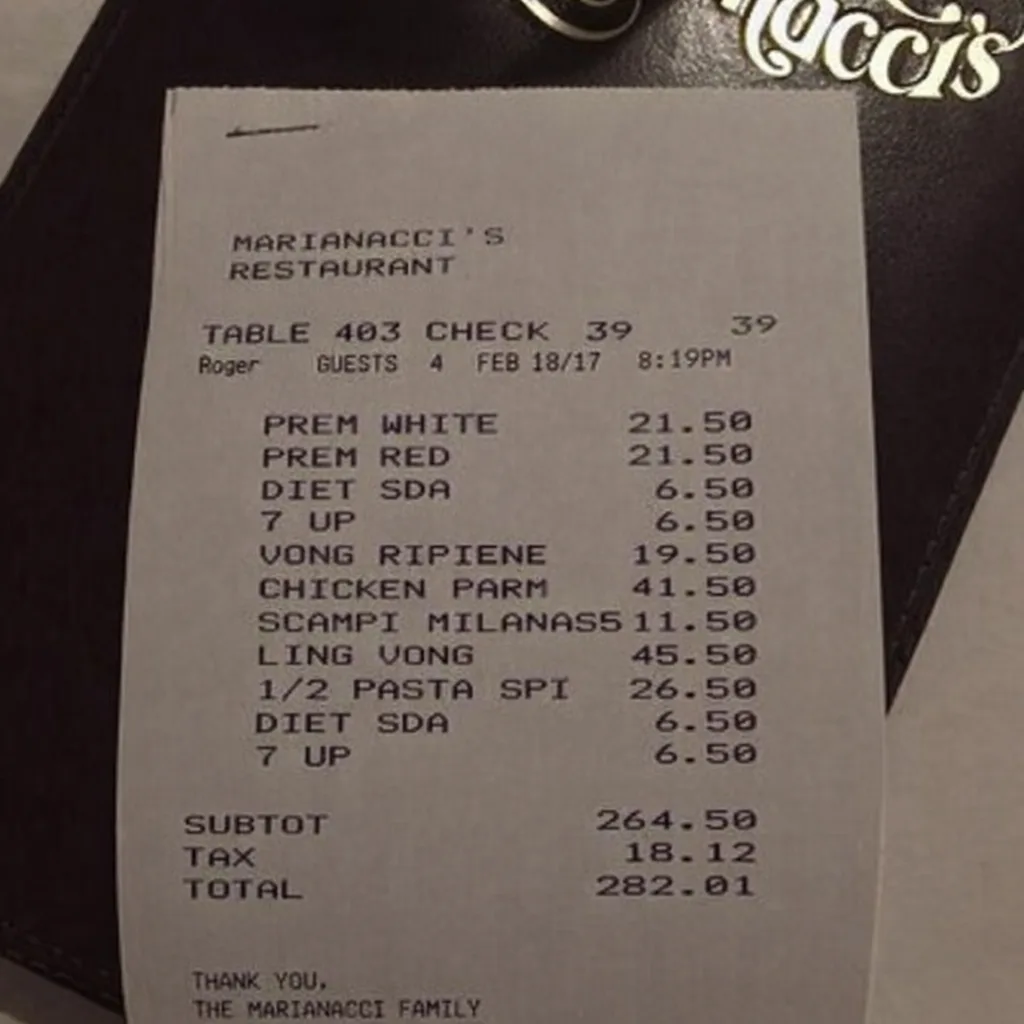 nacci's
MARIANACCI'S
RESTAURANT
TABLE 403 CHECK 39 39
Roger GUESTS 4 FEB 18/17 8:19PM
PREM WHITE 21.50
PREM RED 21.50
DIET SDA 6.50
7 UP 6.50
VONG RIPIENE 19.50
CHICKEN PARM 41.50
SCAMPI MILANAS5 11.50
LING VONG 45.50
1/2 PASTA SPI 26.50
DIET SDA 6.50
7 UP 6.50
SUBTOT 264.50
TAX 18.12
TOTAL 282.01
THANK YOU,
THE MARIANACCI FAMILY